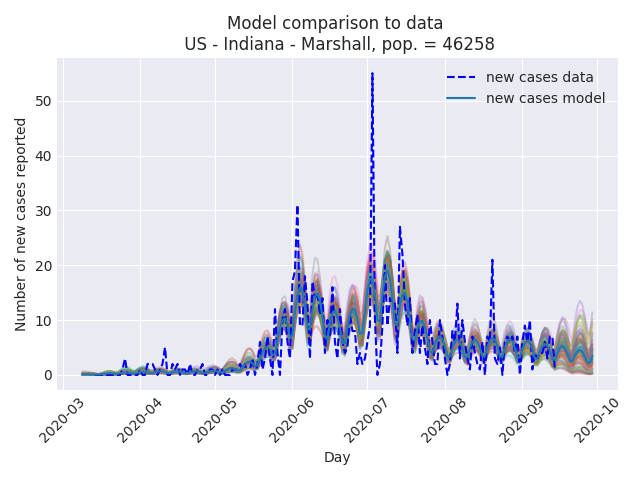 Model comparison to data
US - Indiana - Marshall, pop. = 46258
new cases data
new cases model
Number of new cases reported
50
40
30
20
10
0
2020-03
2020-04
2020-05
2020-06
2020-07
2020-08
2020-09
2020-10
Day